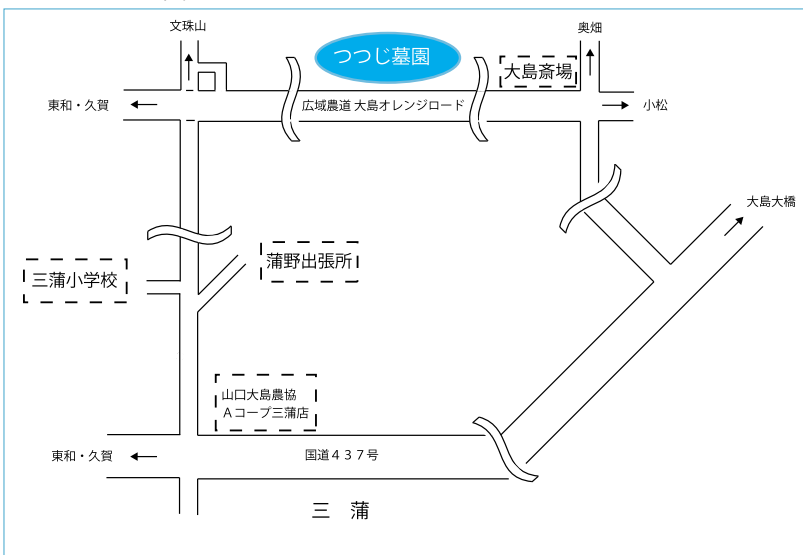 文珠山
奥畑
つつじ墓園
大島斎場
東和・久賀
広域農道 大島オレンジロード
小松
大島大橋
蒲野出張所
三蒲小学校
山口大島農協
Ａコープ三蒲店
東和・久賀
国道４３７号
三　蒲